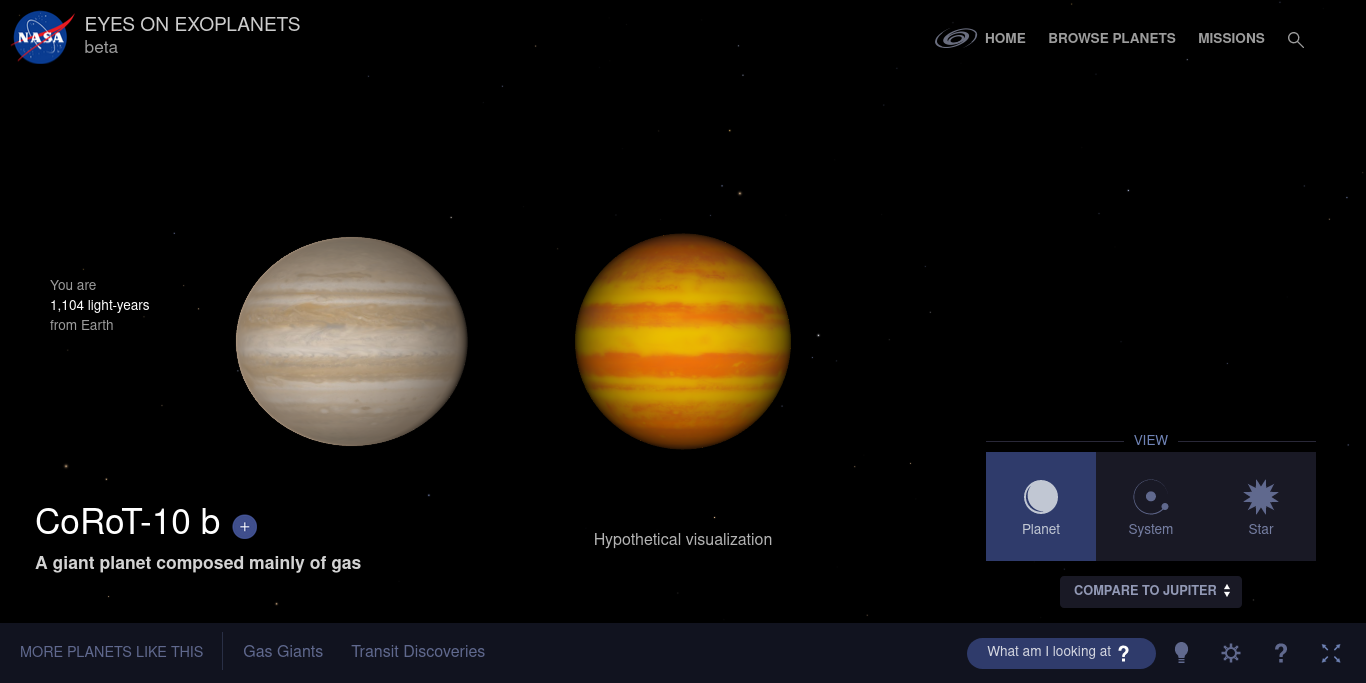 NASA
EYES ON EXOPLANETS
beta
HOME
BROWSE PLANETS
MISSIONS
You are
1,104 light-years
from Earth
CoRoT-10 b
+
A giant planet composed mainly of gas
Hypothetical visualization
VIEW
Planet
System
Star
COMPARE TO JUPITER
MORE PLANETS LIKE THIS
Gas Giants
Transit Discoveries
What am I looking at ?
?